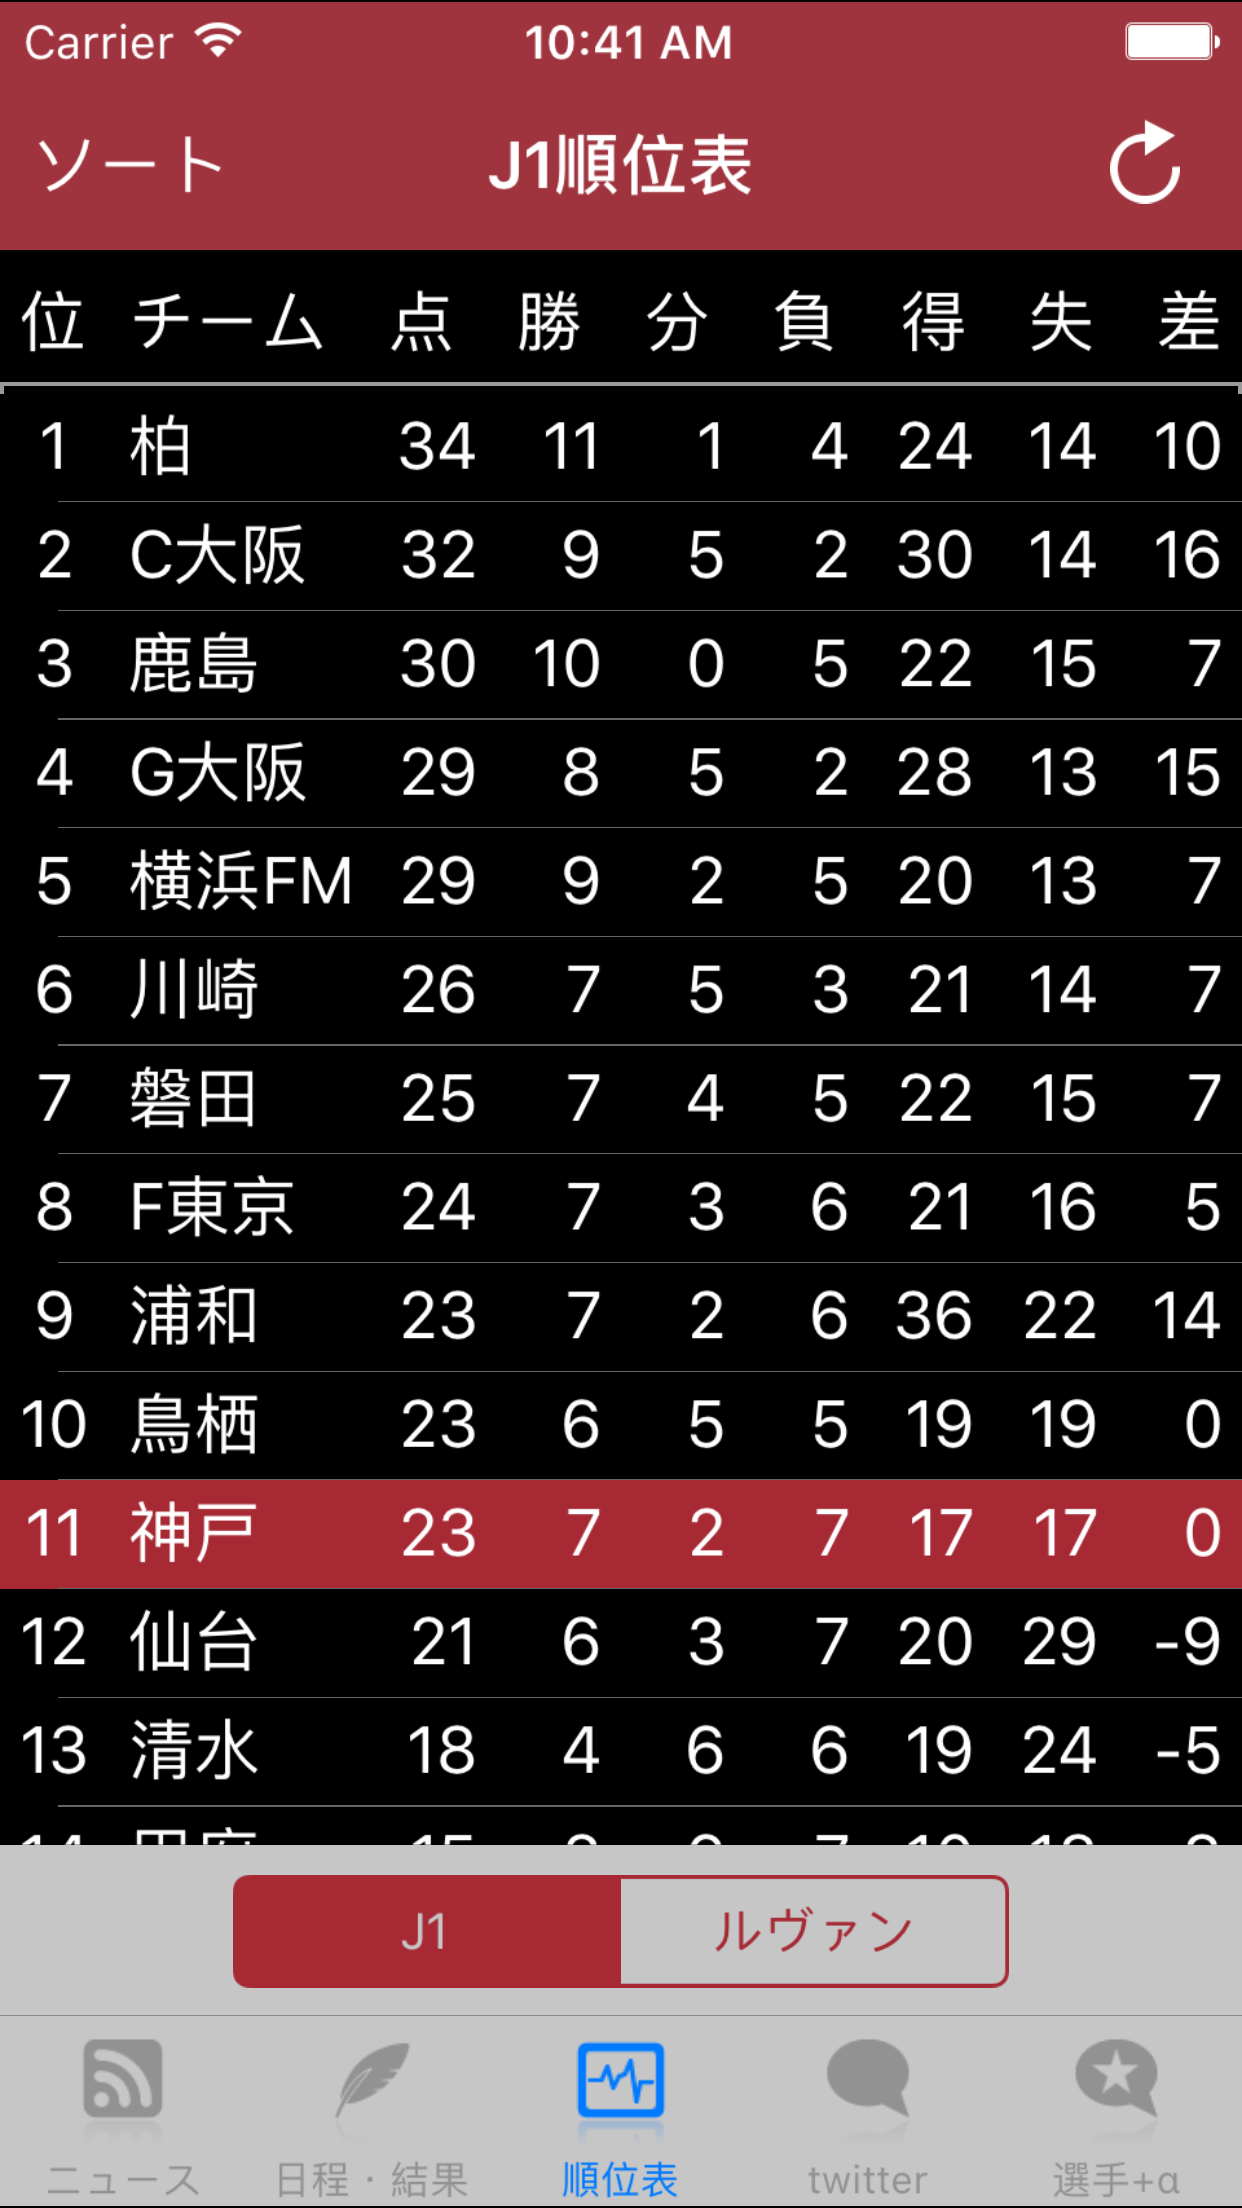 Carrier 10:41 AM
ソート J1順位表
位 チーム 点 勝 分 負 得 失 差
1 柏 34 11 1 4 24 14 10
2 C大阪 32 9 5 2 30 14 16
3 鹿島 30 10 0 5 22 15 7
4 G大阪 29 8 5 2 28 13 15
5 横浜FM 29 9 2 5 20 13 7
6 川崎 26 7 5 3 21 14 7
7 磐田 25 7 4 5 22 15 7
8 F東京 24 7 3 6 21 16 5
9 浦和 23 7 2 6 36 22 14
10 鳥栖 23 6 5 5 19 19 0
11 神戸 23 7 2 7 17 17 0
12 仙台 21 6 3 7 20 29 -9
13 清水 18 4 6 6 19 24 -5
J1 ルヴァン
ニュース 日程・結果 順位表 twitter 選手+α